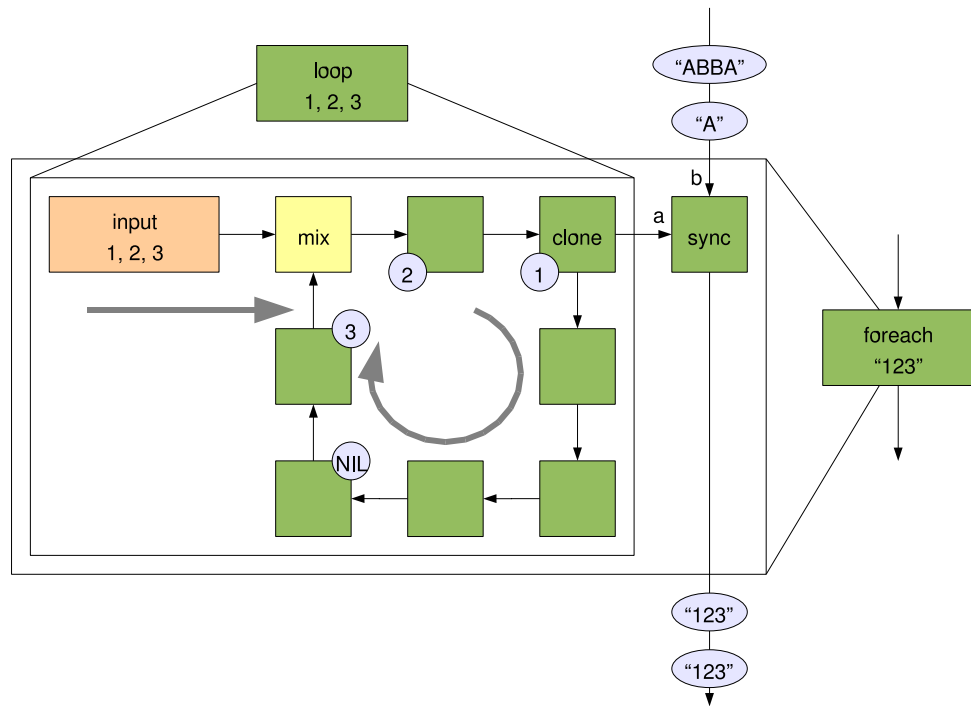 loop
1, 2, 3
“ABBA”
“A”
b
input
1, 2, 3
mix
clone
a
sync
2
1
3
foreach
“123”
NIL
“123”
“123”